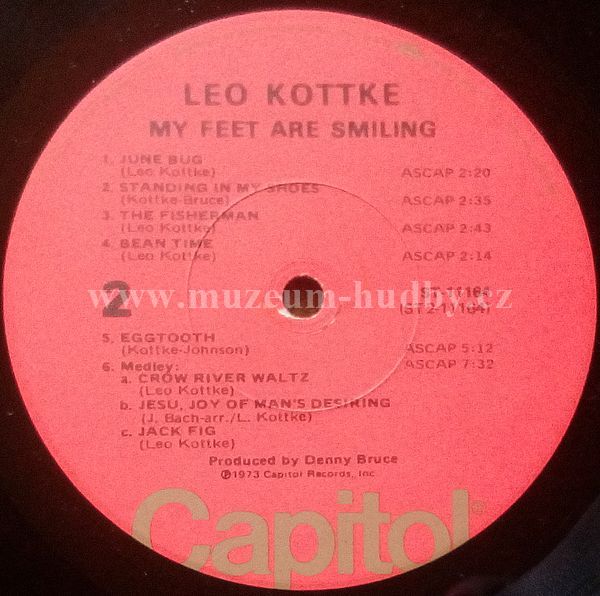 LEO KOTTKE
MY FEET ARE SMILING
1. JUNE BUG
(Leo Kottke) ASCAP 2:20
2. STANDING IN MY SHOES
(Kottke-Bruce) ASCAP 2:35
3. THE FISHERMAN
(Leo Kottke) ASCAP 2:43
4. BEAN TIME
(Leo Kottke) ASCAP 2:14
2 ST-11164
www.muzeum-hudby.cz
(ST2-11164)
5. EGGTOOTH
(Kottke-Johnson) ASCAP 5:12
6. Medley: ASCAP 7:32
a. CROW RIVER WALTZ
(Leo Kottke)
b. JESU, JOY OF MAN'S DESIRING
(J. Bach-arr./L. Kottke)
c. JACK FIG
(Leo Kottke)
Produced by Denny Bruce
℗1973 Capitol Records, Inc
Capitol®